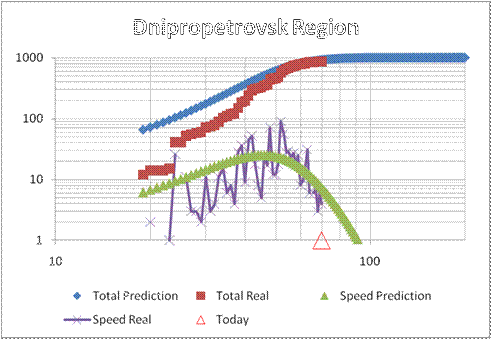 Dnipropetrovsk Region
1000
100
10
1
10
100
Total Prediction
Total Real
Speed Prediction
Speed Real
Today